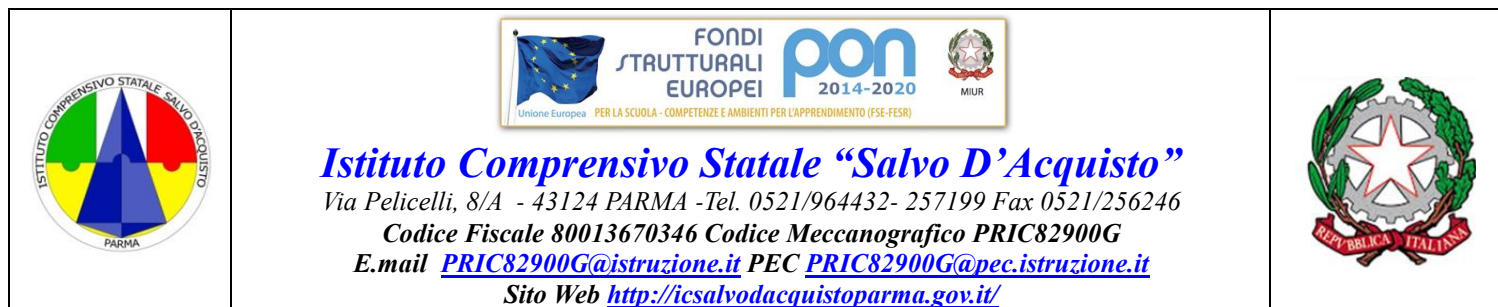 ISTITUTO COMPRENSIVO STATALE SALVO D'ACQUISTO
PARMA
FONDI
STRUTTURALI
EUROPEI
pon
2014-2020
MIUR
Unione Europea
PER LA SCUOLA - COMPETENZE E AMBIENTI PER L'APPRENDIMENTO (FSE-FESR)
Istituto Comprensivo Statale “Salvo D’Acquisto”
Via Pelicelli, 8/A - 43124 PARMA -Tel. 0521/964432- 257199 Fax 0521/256246
Codice Fiscale 80013670346 Codice Meccanografico PRIC82900G
E.mail PRIC82900G@istruzione.it PEC PRIC82900G@pec.istruzione.it
Sito Web http://icsalvodacquistoparma.gov.it/
REPVBBLICA ITALIANA